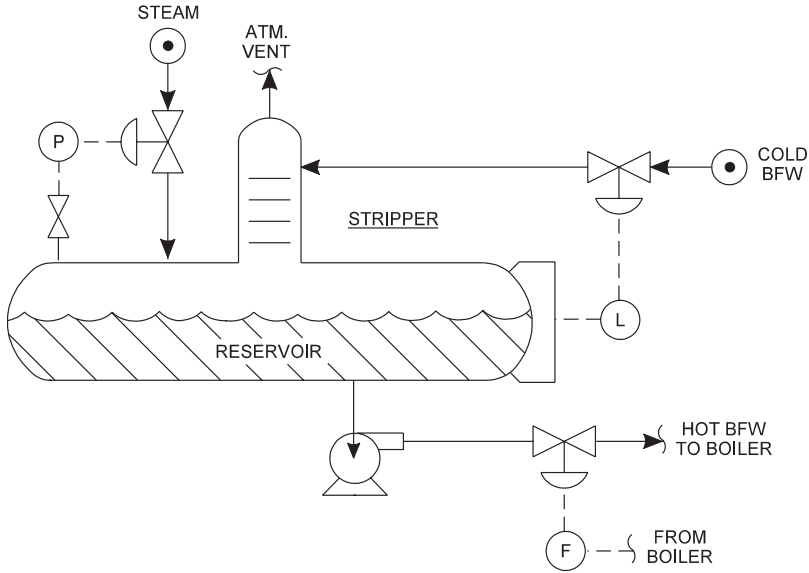 STEAM
ATM.
VENT
P
COLD
BFW
STRIPPER
L
RESERVOIR
HOT BFW
TO BOILER
F
FROM
BOILER